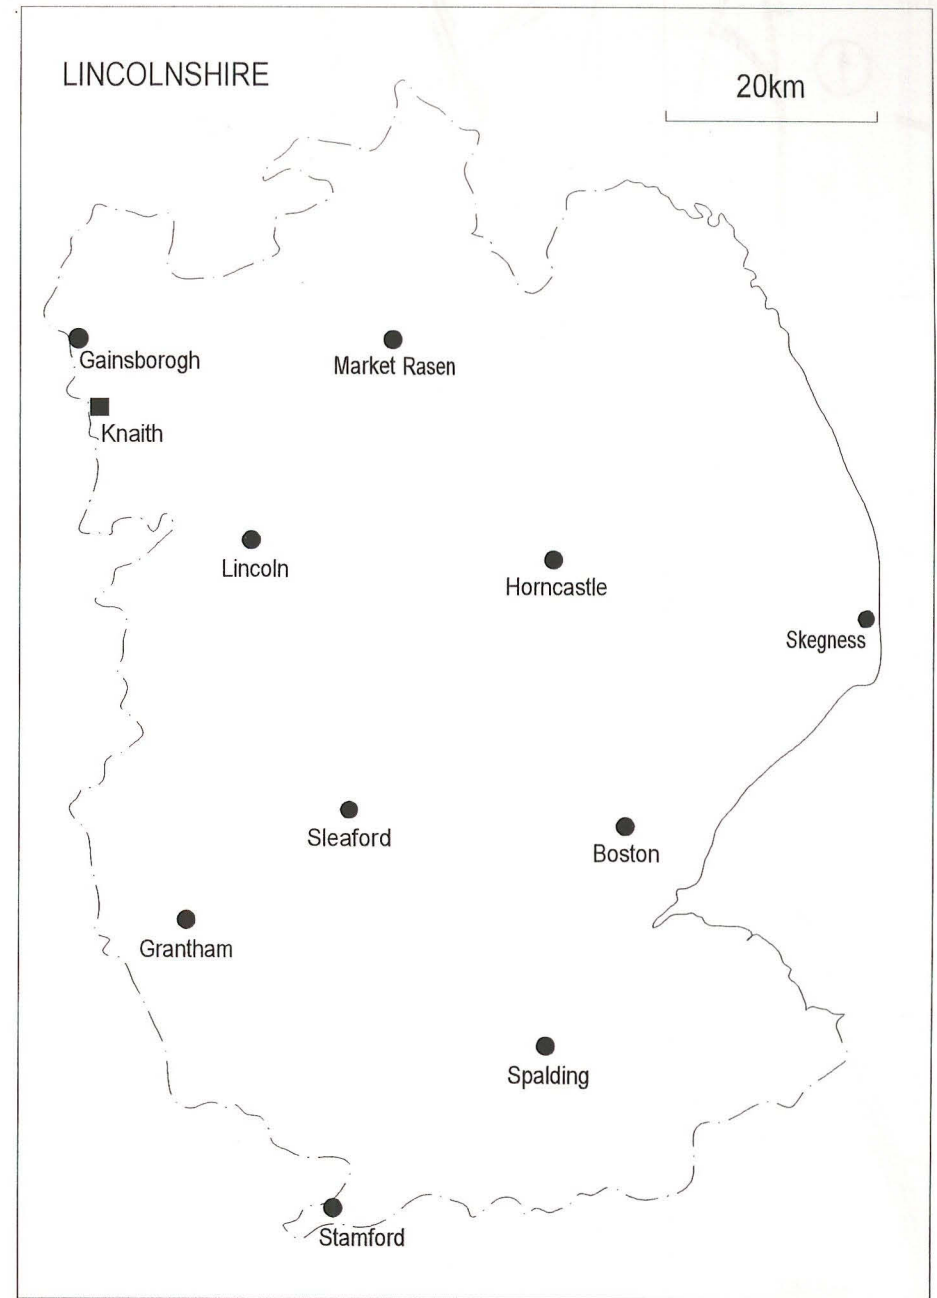 LINCOLNSHIRE
20km
Gainsborogh
Market Rasen
Knaith
Lincoln
Horncastle
Skegness
Sleaford
Boston
Grantham
Spalding
Stamford